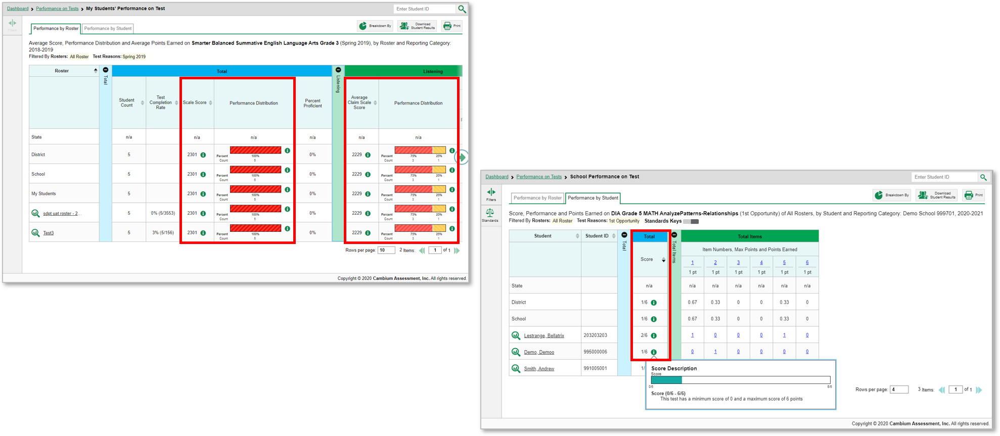 Dashboard > Performance on Tests > My Students' Performance on Test
Enter Student ID
Filters
Performance by Roster
Performance by Student
Breakdown By
Download
Student Results
Print
Average Score, Performance Distribution and Average Points Earned on Smarter Balanced Summative English Language Arts Grade 3 (Spring 2019), by Roster and Reporting Category:
2018-2019
Filtered By Rosters: All Roster Test Reasons: Spring 2019
Roster Total Total Listening Listening
Student Count
Test Completion Rate
Scale Score
Performance Distribution
Percent Proficient
Average Claim Scale Score
Performance Distribution
State n/a n/a n/a n/a n/a n/a
District 5 2301 0% 2229
Percent 100% Percent 75% 25%
Count 5 Count 3 1
School 5 2301 0% 2229
Percent 100% Percent 75% 25%
Count 5 Count 3 1
My Students 5 2301 0% 2229
Percent 100% Percent 75% 25%
Count 5 Count 3 1
sdpt uat roster - 2... 5 0% (5/3553) 2301 0% 2229
Percent 100% Percent 75% 25%
Count 5 Count 3 1
Test3 5 3% (5/156) 2301 0% 2229
Percent 100% Percent 75% 25%
Count 5 Count 3 1
Rows per page: 10 2 Items: 1 of 1
Copyright © 2020 Cambium Assessment, Inc. All rights reserved.
Dashboard > Performance on Tests > School Performance on Test
Enter Student ID
Filters
Standards
Performance by Roster
Performance by Student
Breakdown By
Download
Student Results
Print
Score, Performance and Points Earned on DIA Grade 5 MATH AnalyzePatterns-Relationships (1st Opportunity) of All Rosters, by Student and Reporting Category: Demo School 999701, 2020-2021
Filtered By Rosters: All Roster Test Reasons: 1st Opportunity Standards Keys
Student Student ID Total Total Total Items Total Items
Item Numbers, Max Points and Points Earned
Score 1 2 3 4 5 6
1 pt 1 pt 1 pt 1 pt 1 pt 1 pt
State n/a n/a n/a n/a n/a n/a n/a
District 1/6 0.67 0.33 0 0 0.33 0
School 1/6 0.67 0.33 0 0 0.33 0
Lestrange, Bellatrix 203203203 2/6 1 0 0 0 1 0
Demo, Demoo 995000006 1/6 0 1 0 0 0 0
Smith, Andrew 991005001 1/
Score Description
Score
0/6 6/6
Score (0/6 - 6/6)
This test has a minimum score of 0 and a maximum score of 6 points
Rows per page: 4 3 Items: 1 of 1
Copyright © 2020 Cambium Assessment, Inc. All rights reserved.